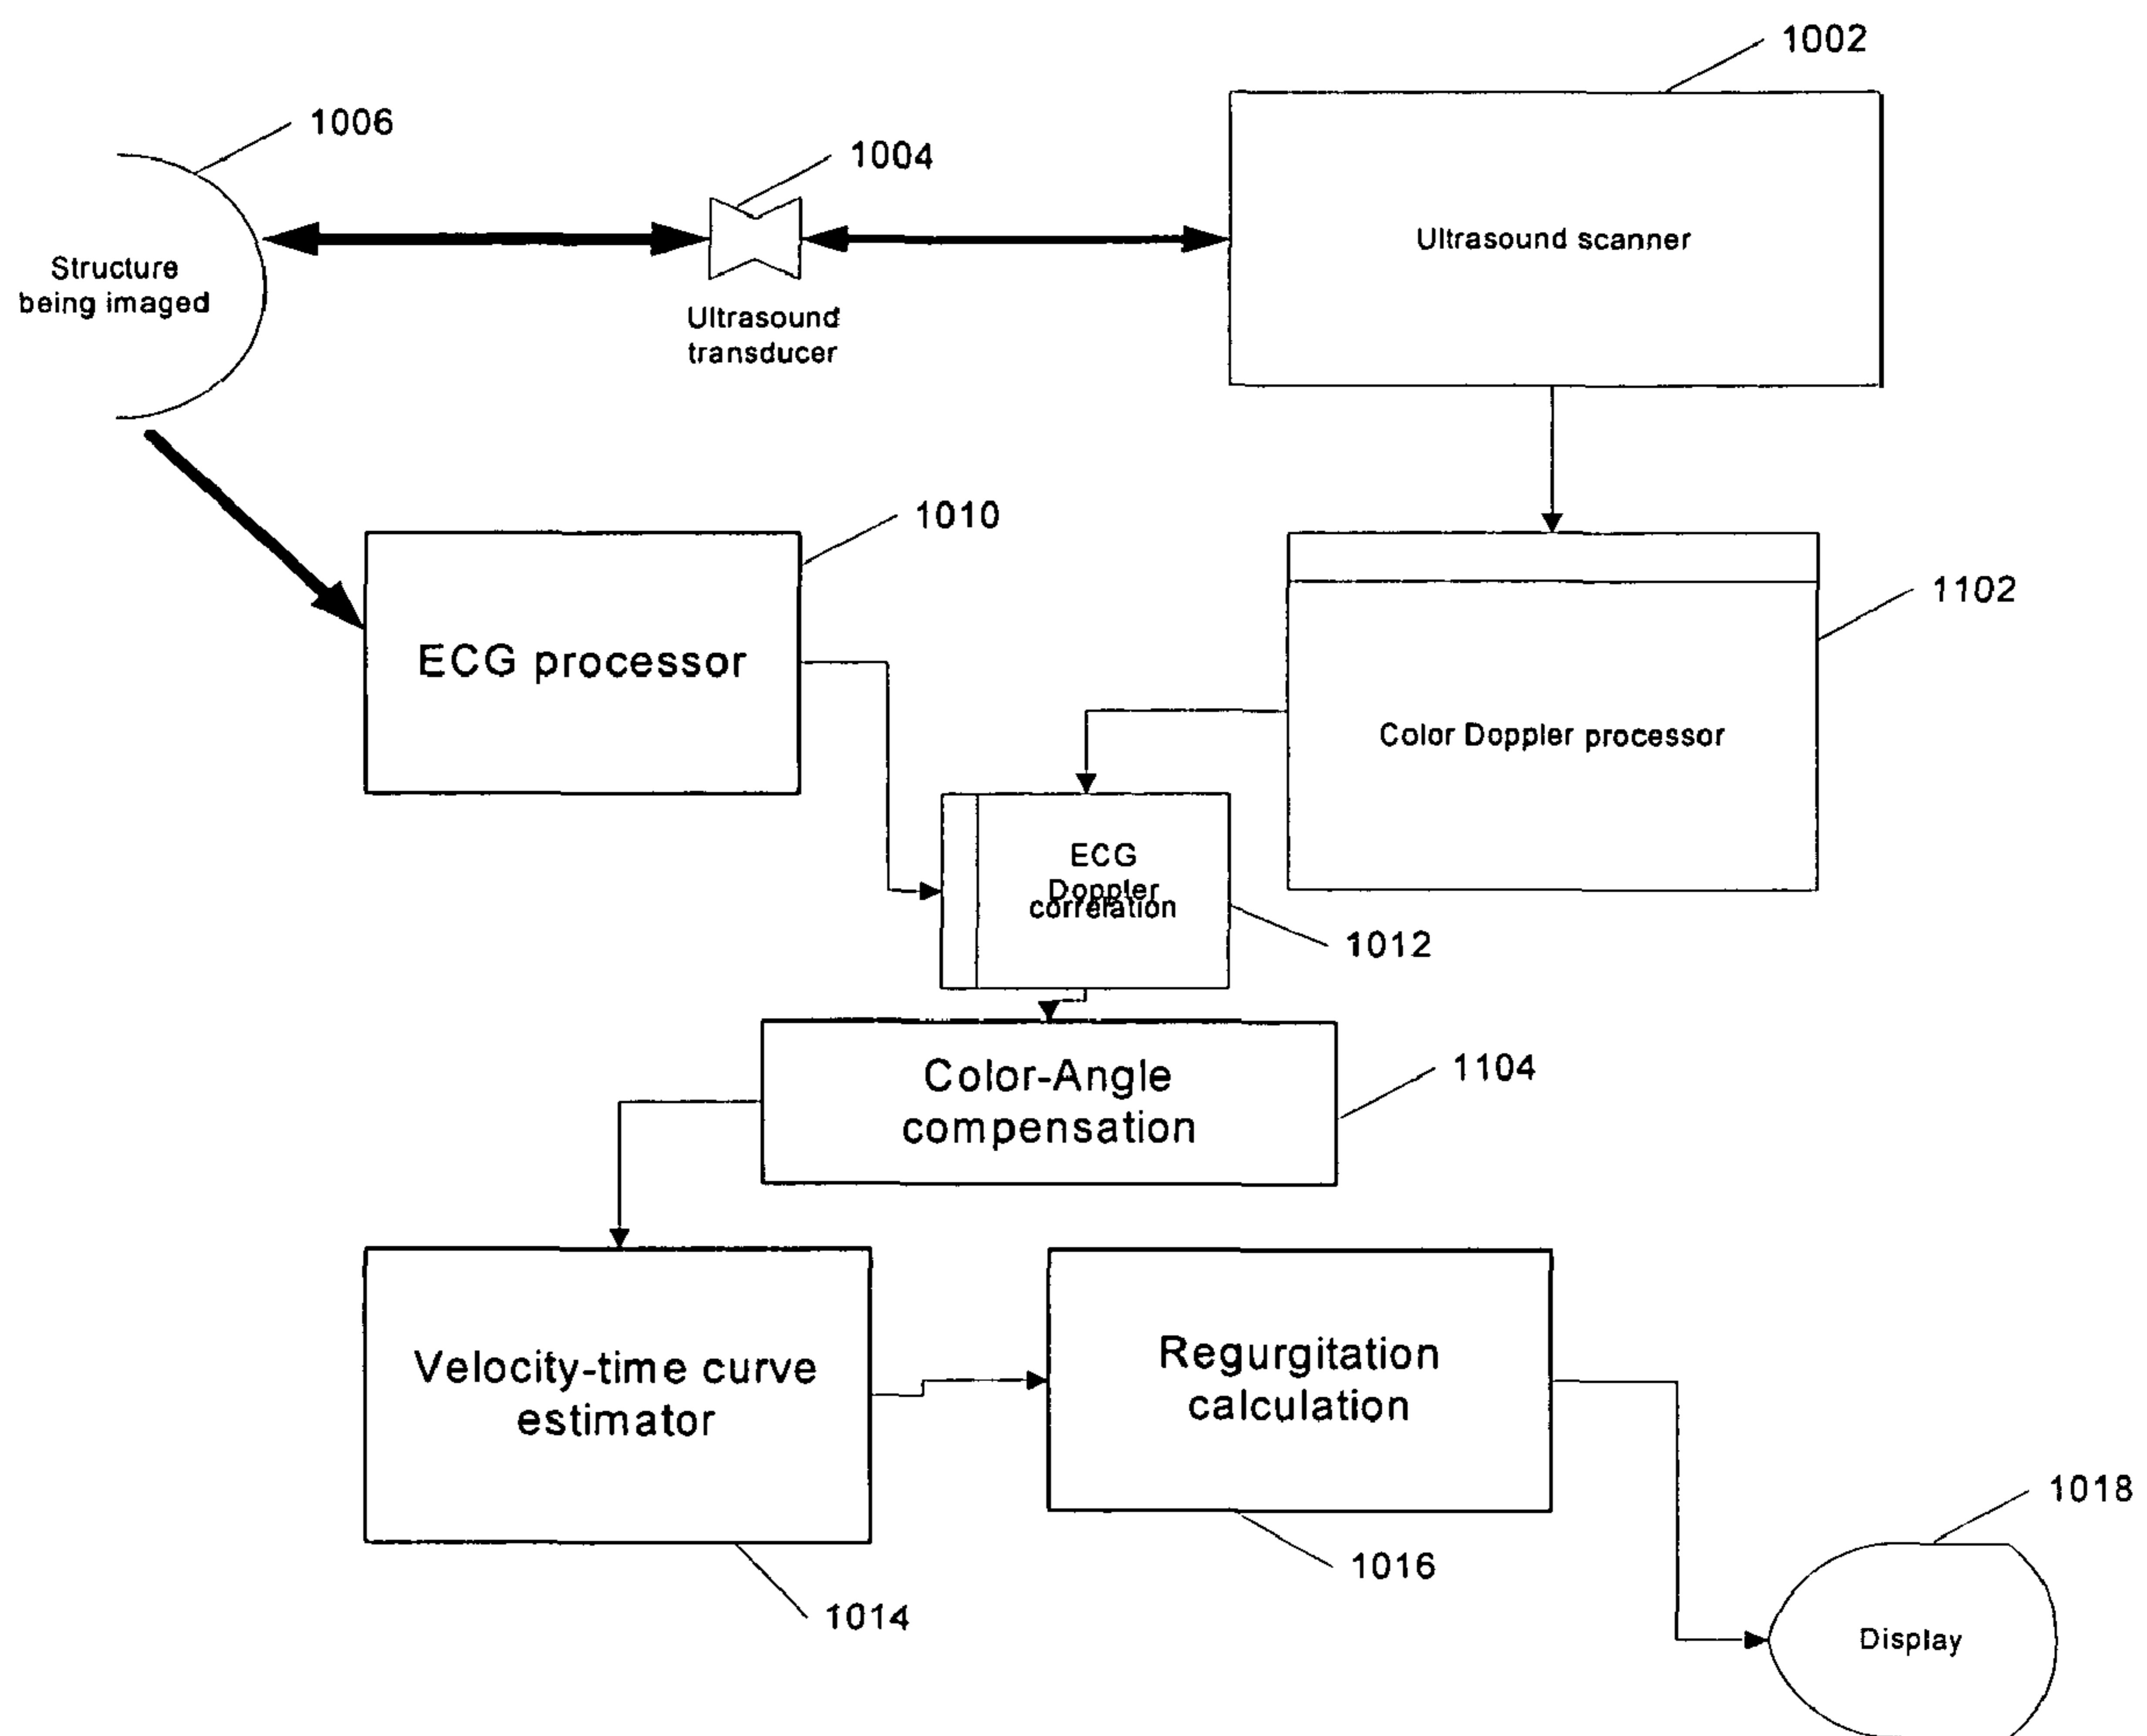 1002
1006
1004
Ultrasound scanner
Structure
being imaged
Ultrasound
transducer
1010
1102
ECG processor
Color Doppler processor
ECG
Doppler
correlation
1012
Color-Angle
compensation
1104
Velocity-time curve
estimator
Regurgitation
calculation
1018
1016
1014
Display